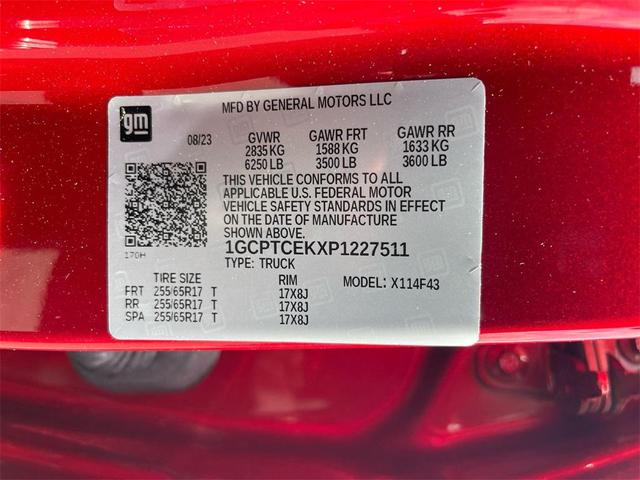 MFD BY GENERAL MOTORS LLC
gm
08/23 GVWR GAWR FRT GAWR RR
2835 KG 1588 KG 1633 KG
6250 LB 3500 LB 3600 LB
THIS VEHICLE CONFORMS TO ALL
APPLICABLE U.S. FEDERAL MOTOR
VEHICLE SAFETY STANDARDS IN EFFECT
ON THE DATE OF MANUFACTURE
SHOWN ABOVE.
170H
1GCPTCEKXP1227511
TYPE: TRUCK
TIRE SIZE RIM MODEL: X114F43
FRT 255/65R17 T 17X8J
RR 255/65R17 T 17X8J
SPA 255/65R17 T 17X8J